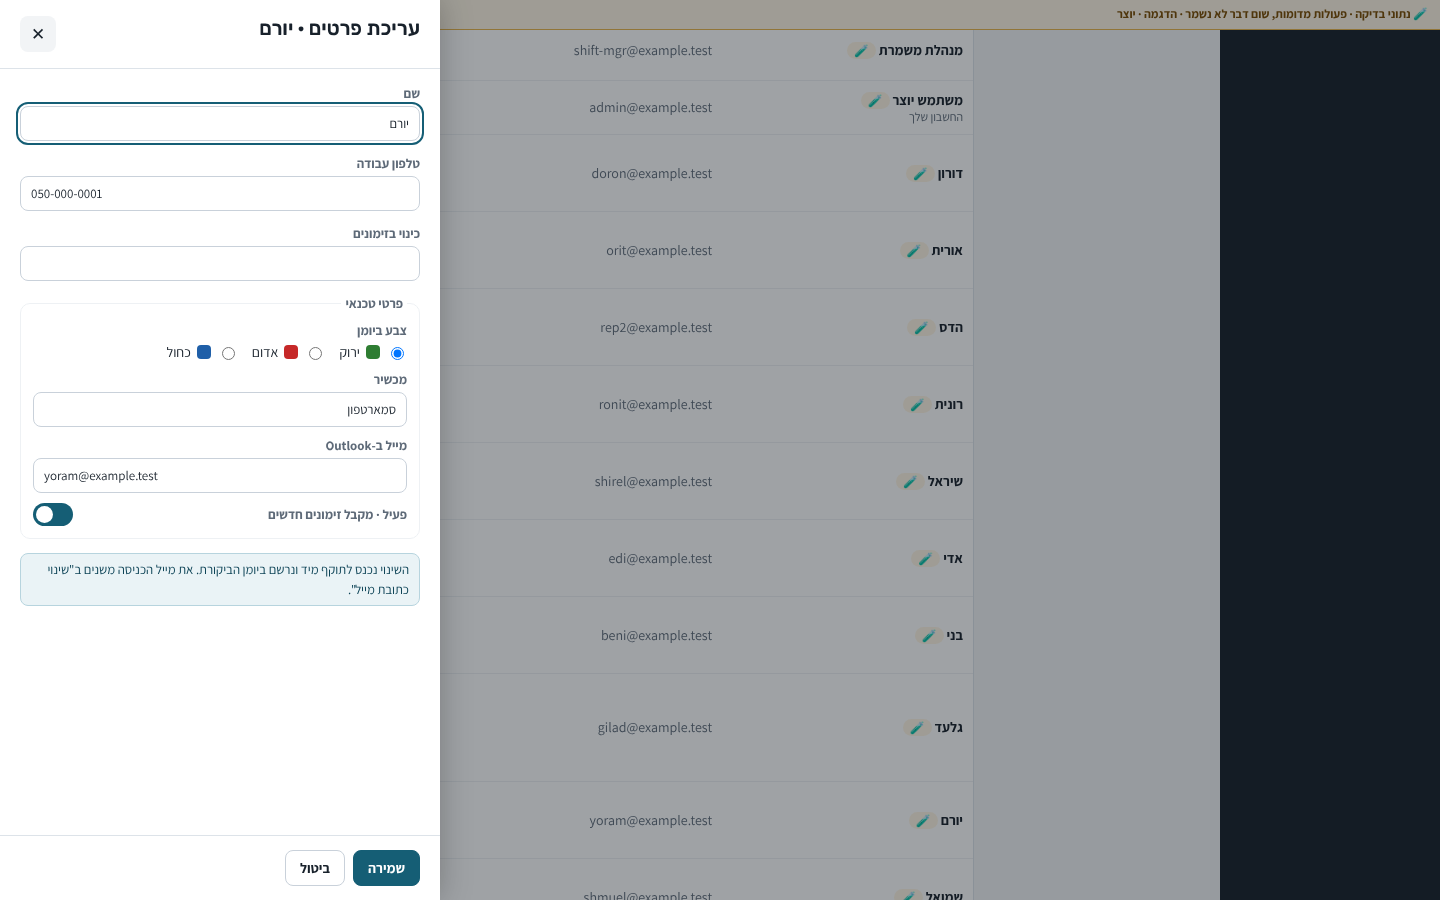 🧪 נתוני בדיקה · פעולות מדומות, שום דבר לא נשמר · הדגמה · יוצר
מנהלת משמרת 🧪 shift-mgr@example.test
משתמש יוצר 🧪 admin@example.test
החשבון שלך
דורון 🧪 doron@example.test
אורית 🧪 orit@example.test
הדס 🧪 rep2@example.test
רונית 🧪 ronit@example.test
שיראל 🧪 shirel@example.test
אדי 🧪 edi@example.test
בני 🧪 beni@example.test
גלעד 🧪 gilad@example.test
יורם 🧪 yoram@example.test
שמואל 🧪 shmuel@example.test
עריכת פרטים • יורם
✕
שם
יורם
טלפון עבודה
050-000-0001
כינוי בזימונים
פרטי טכנאי
צבע ביומן
ירוק אדום כחול
מכשיר
סמארטפון
מייל ב-Outlook
yoram@example.test
פעיל · מקבל זימונים חדשים
השינוי נכנס לתוקף מיד ונרשם ביומן הביקורת. את מייל הכניסה משנים ב"שינוי
כתובת מייל".
שמירה ביטול